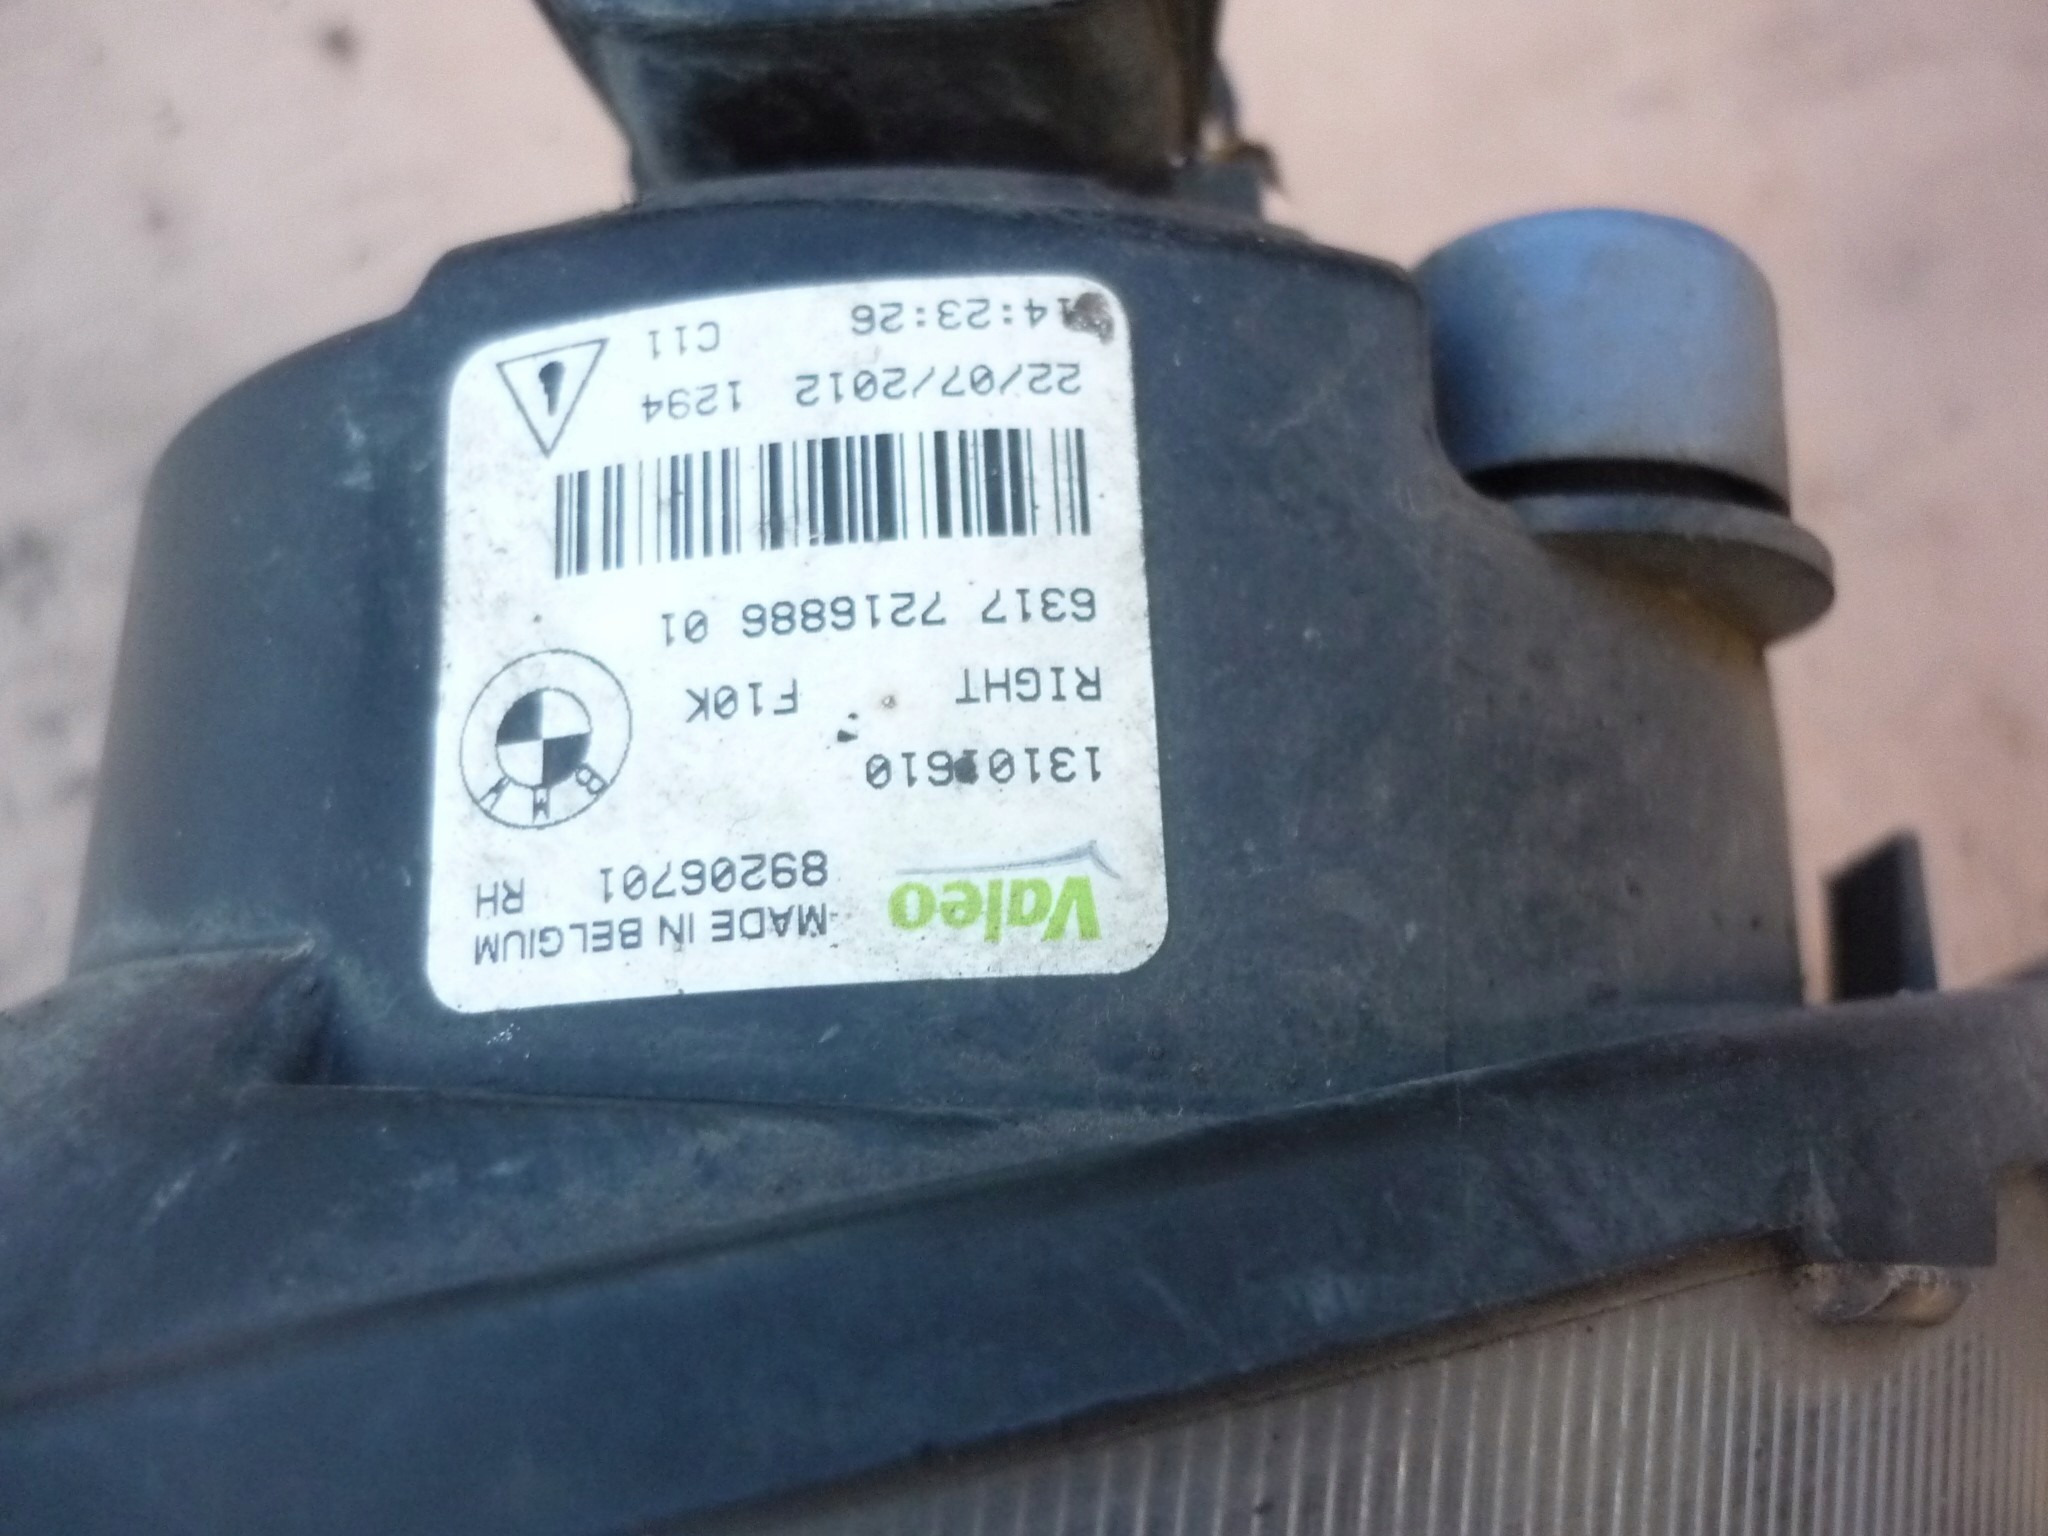 Valeo MADE IN BELGIUM
89206701 RH
13101610
RIGHT F10K
B M W
6317 7216886 01
22/07/2012 1294
14:23:26 C11